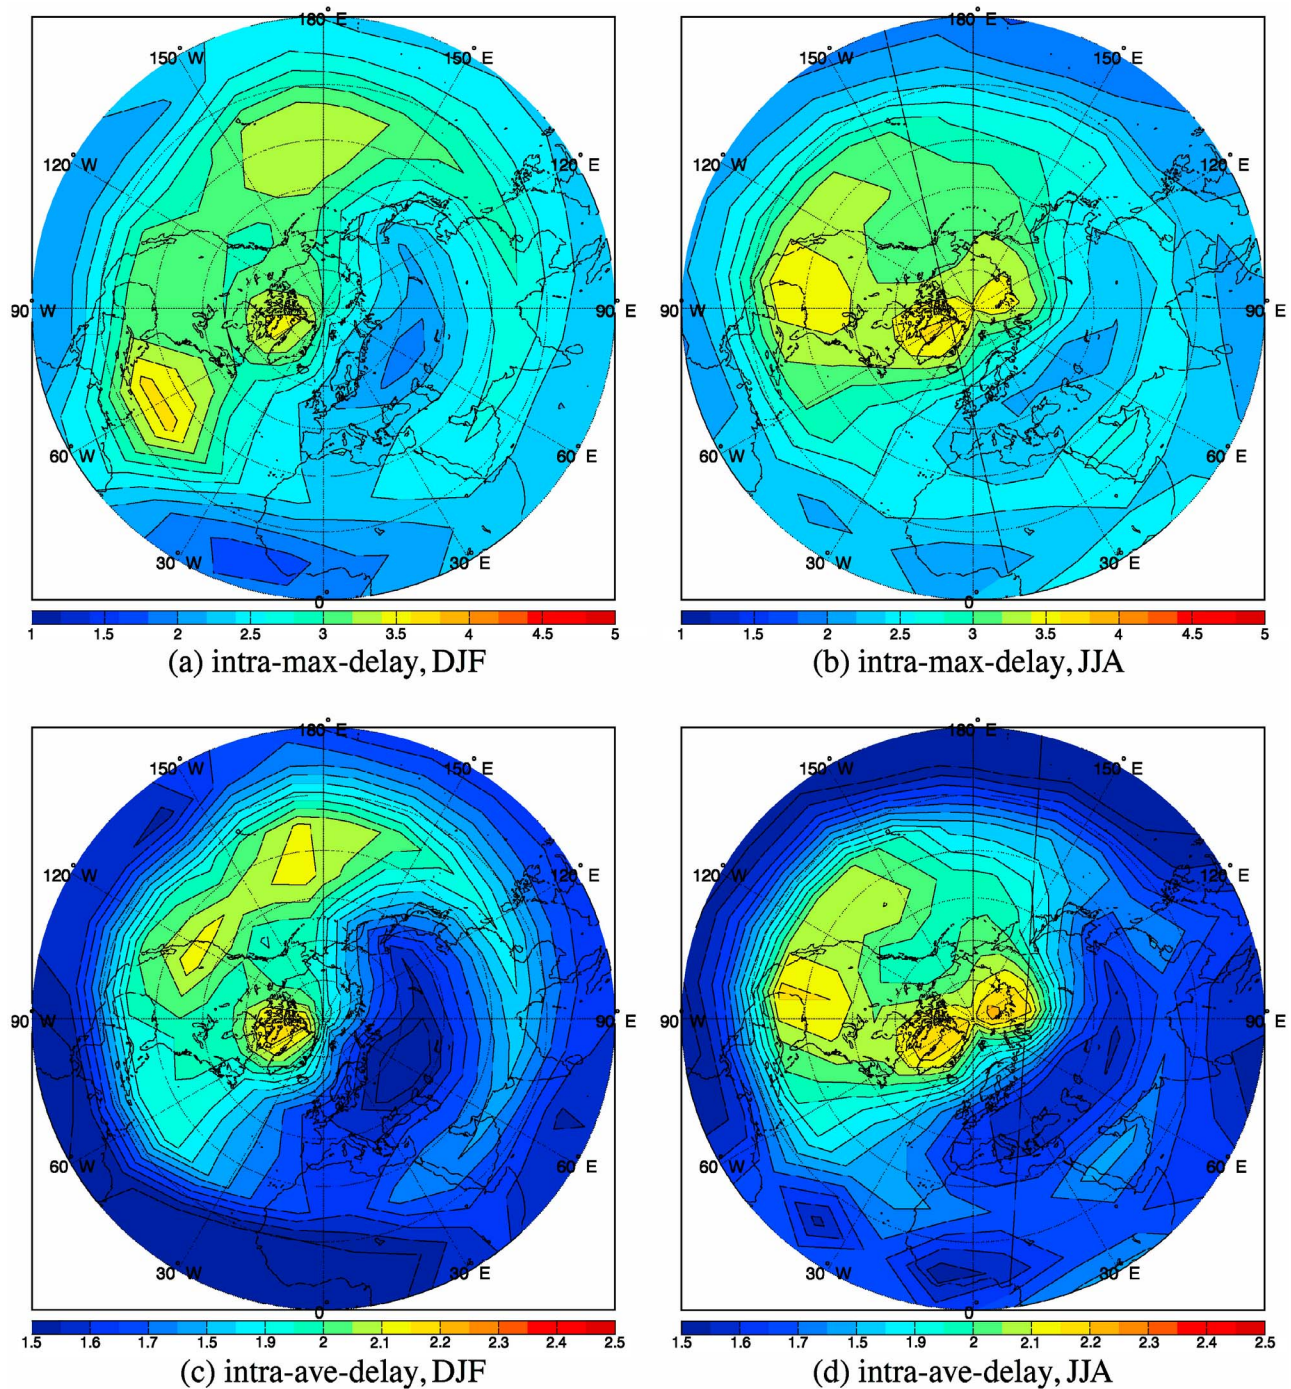 180° E
150° W
150° E
120° W
120° E
90° W
90° E
60° W
60° E
30° W
30° E
0°
1 1.5 2 2.5 3 3.5 4 4.5 5
(a) intra-max-delay, DJF
180° E
150° W
150° E
120° W
120° E
90° W
90° E
60° W
60° E
30° W
30° E
0°
1 1.5 2 2.5 3 3.5 4 4.5 5
(b) intra-max-delay, JJA
180° E
150° W
150° E
120° W
120° E
90° W
90° E
60° W
60° E
30° W
30° E
0°
1.5 1.6 1.7 1.5 1.9 2 2.1 2.2 2.3 2.4 2.5
(c) intra-ave-delay, DJF
180° E
150° W
150° E
120° W
120° E
90° W
90° E
60° W
60° E
30° W
30° E
0°
1.5 1.6 1.7 1.5 1.9 2 2.1 2.2 2.3 2.4 2.5
(d) intra-ave-delay, JJA